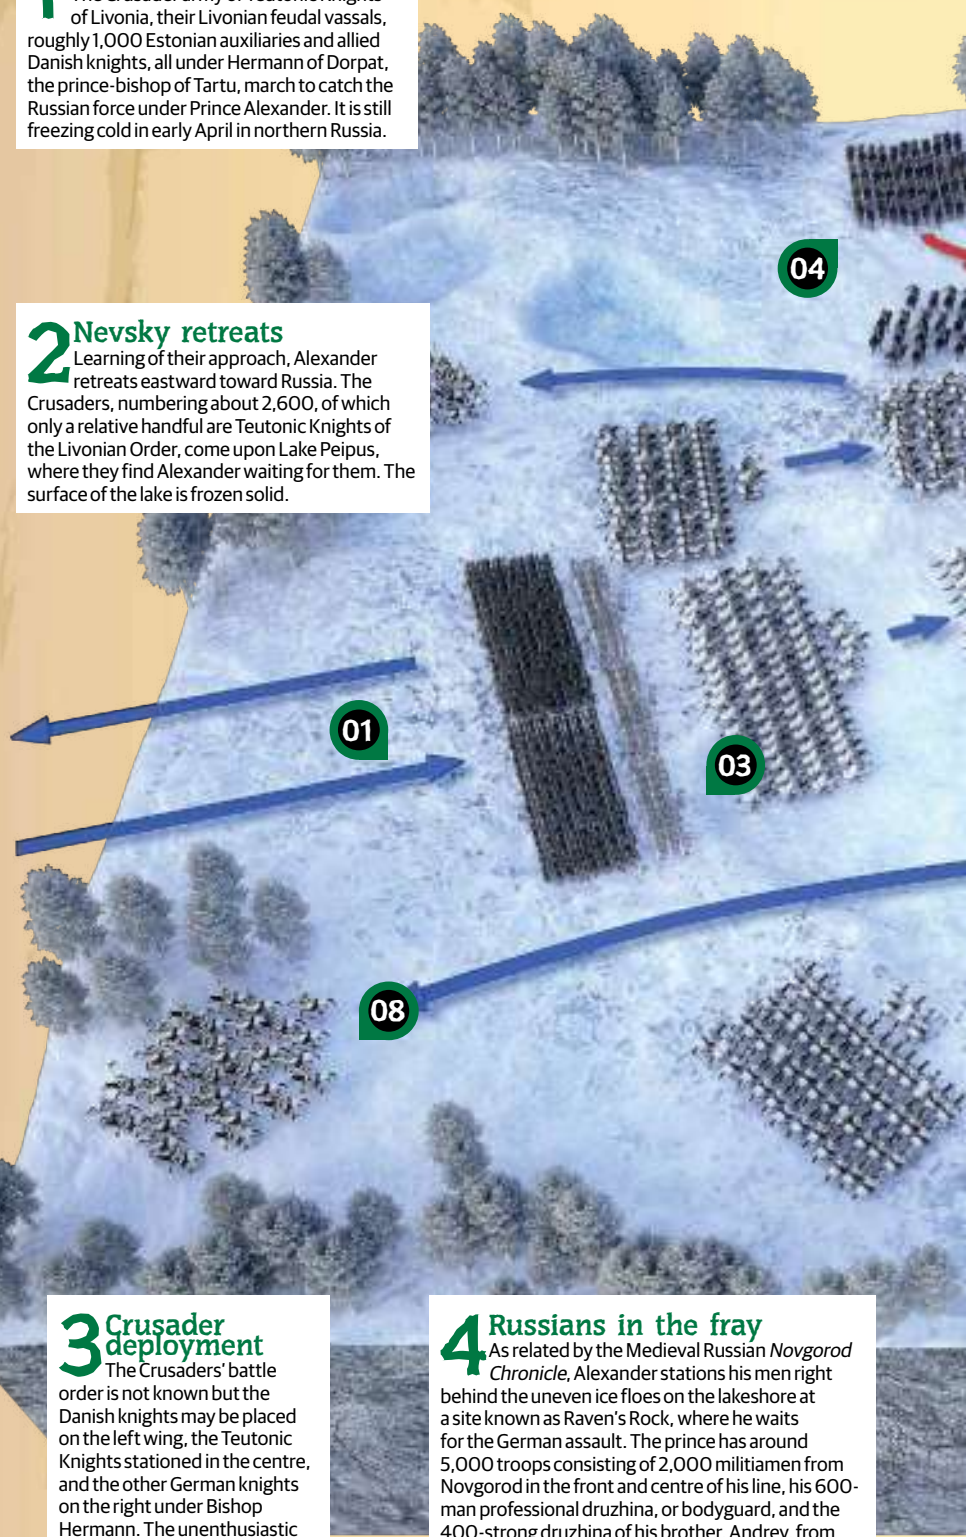 The Crusader army of Teutonic Knights
of Livonia, their Livonian feudal vassals,
roughly 1,000 Estonian auxiliaries and allied
Danish knights, all under Hermann of Dorpat,
the prince-bishop of Tartu, march to catch the
Russian force under Prince Alexander. It is still
freezing cold in early April in northern Russia.
04
2 Nevsky retreats
Learning of their approach, Alexander
retreats eastward toward Russia. The
Crusaders, numbering about 2,600, of which
only a relative handful are Teutonic Knights of
the Livonian Order, come upon Lake Peipus,
where they find Alexander waiting for them. The
surface of the lake is frozen solid.
01
03
08
3 Crusader
deployment
The Crusaders' battle
order is not known but the
Danish knights may be placed
on the left wing, the Teutonic
Knights stationed in the centre,
and the other German knights
on the right under Bishop
Hermann. The unenthusiastic
4 Russians in the fray
As related by the Medieval Russian Novgorod
Chronicle, Alexander stations his men right
behind the uneven ice floes on the lakeshore at
a site known as Raven's Rock, where he waits
for the German assault. The prince has around
5,000 troops consisting of 2,000 militiamen from
Novgorod in the front and centre of his line, his 600-
man professional druzhina, or bodyguard, and the
400-strong druzhina of his brother, Andrey, from